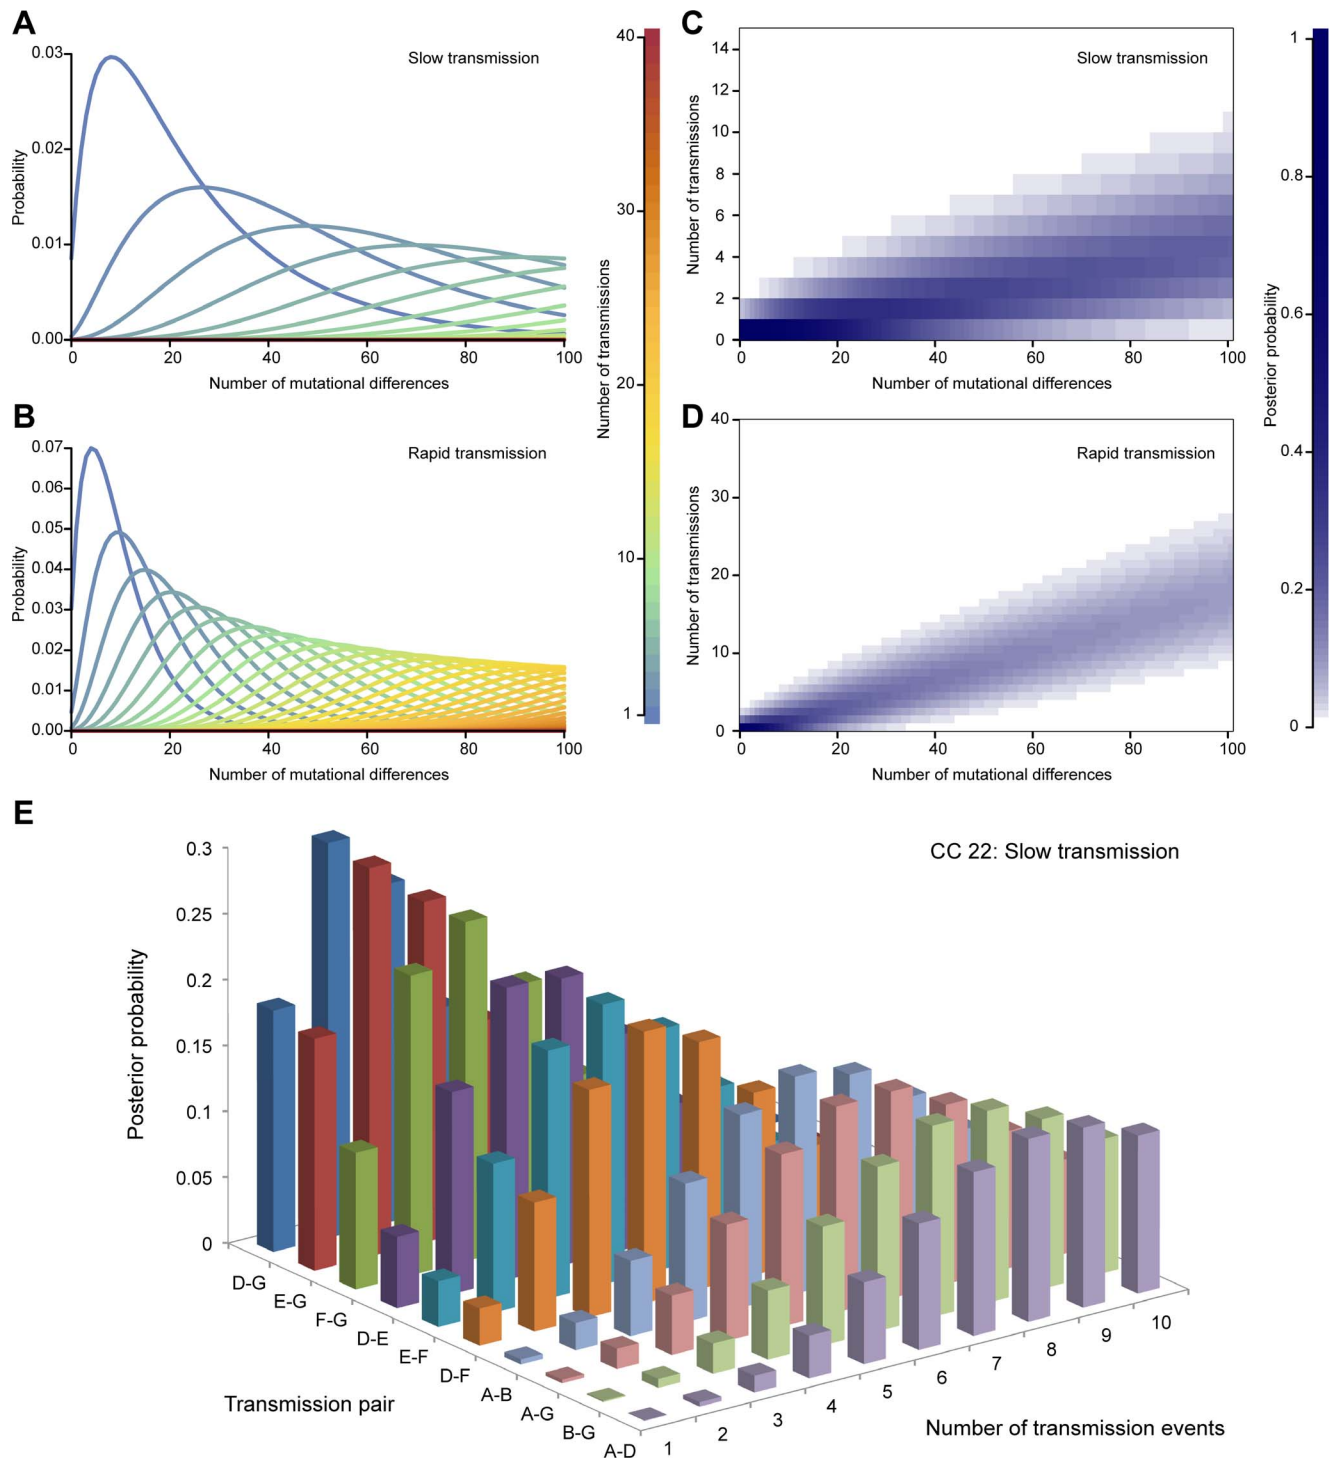 A
Slow transmission
0.03
0.02
0.01
0.00
Probability
0 20 40 60 80 100
Number of mutational differences
40
30
20
10
1
Number of transmissions
B
Rapid transmission
0.07
0.06
0.05
0.04
0.03
0.02
0.01
0.00
Probability
0 20 40 60 80 100
Number of mutational differences
C
Slow transmission
14
12
10
8
6
4
2
0
Number of transmissions
0 20 40 60 80 100
Number of mutational differences
D
Rapid transmission
40
30
20
10
0
Number of transmissions
0 20 40 60 80 100
Number of mutational differences
1
0.8
0.6
0.4
0.2
0
Posterior probability
E
CC 22: Slow transmission
0.3
0.25
0.2
0.15
0.1
0.05
0
Posterior probability
D-G
E-G
F-G
D-E
E-F
D-F
A-B
A-G
B-G
A-D
Transmission pair
1 2 3 4 5 6 7 8 9 10
Number of transmission events